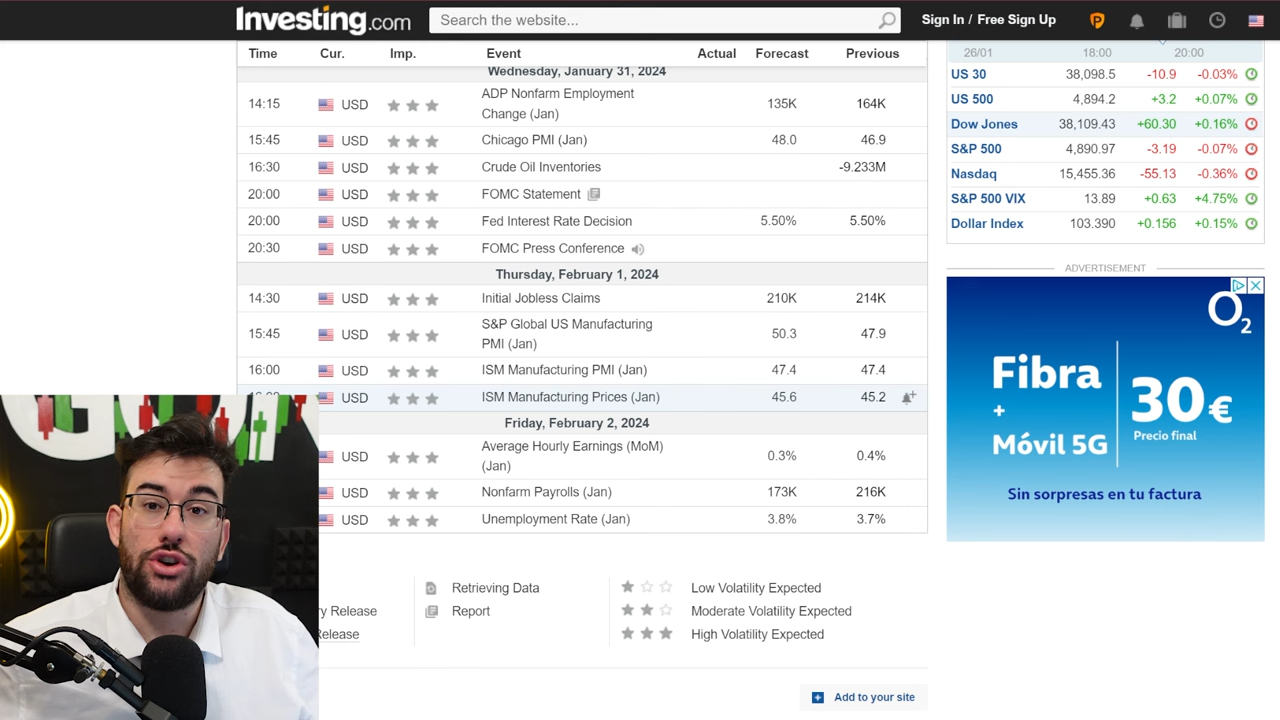 Investing.com
Search the website...
Sign In / Free Sign Up
Time Cur. Imp. Event Actual Forecast Previous
Wednesday, January 31, 2024
14:15 USD ADP Nonfarm Employment Change (Jan) 135K 164K
15:45 USD Chicago PMI (Jan) 48.0 46.9
16:30 USD Crude Oil Inventories -9.233M
20:00 USD FOMC Statement
20:00 USD Fed Interest Rate Decision 5.50% 5.50%
20:30 USD FOMC Press Conference
Thursday, February 1, 2024
14:30 USD Initial Jobless Claims 210K 214K
15:45 USD S&P Global US Manufacturing PMI (Jan) 50.3 47.9
16:00 USD ISM Manufacturing PMI (Jan) 47.4 47.4
USD ISM Manufacturing Prices (Jan) 45.6 45.2
Friday, February 2, 2024
USD Average Hourly Earnings (MoM) (Jan) 0.3% 0.4%
USD Nonfarm Payrolls (Jan) 173K 216K
USD Unemployment Rate (Jan) 3.8% 3.7%
Retrieving Data
Low Volatility Expected
Release
Report
Moderate Volatility Expected
Release
High Volatility Expected
Add to your site
26/01 18:00 20:00
US 30 38,098.5 -10.9 -0.03%
US 500 4,894.2 +3.2 +0.07%
Dow Jones 38,109.43 +60.30 +0.16%
S&P 500 4,890.97 -3.19 -0.07%
Nasdaq 15,455.36 -55.13 -0.36%
S&P 500 VIX 13.89 +0.63 +4.75%
Dollar Index 103.390 +0.156 +0.15%
ADVERTISEMENT
O2
Fibra
+
Móvil 5G
30€
Precio final
Sin sorpresas en tu factura